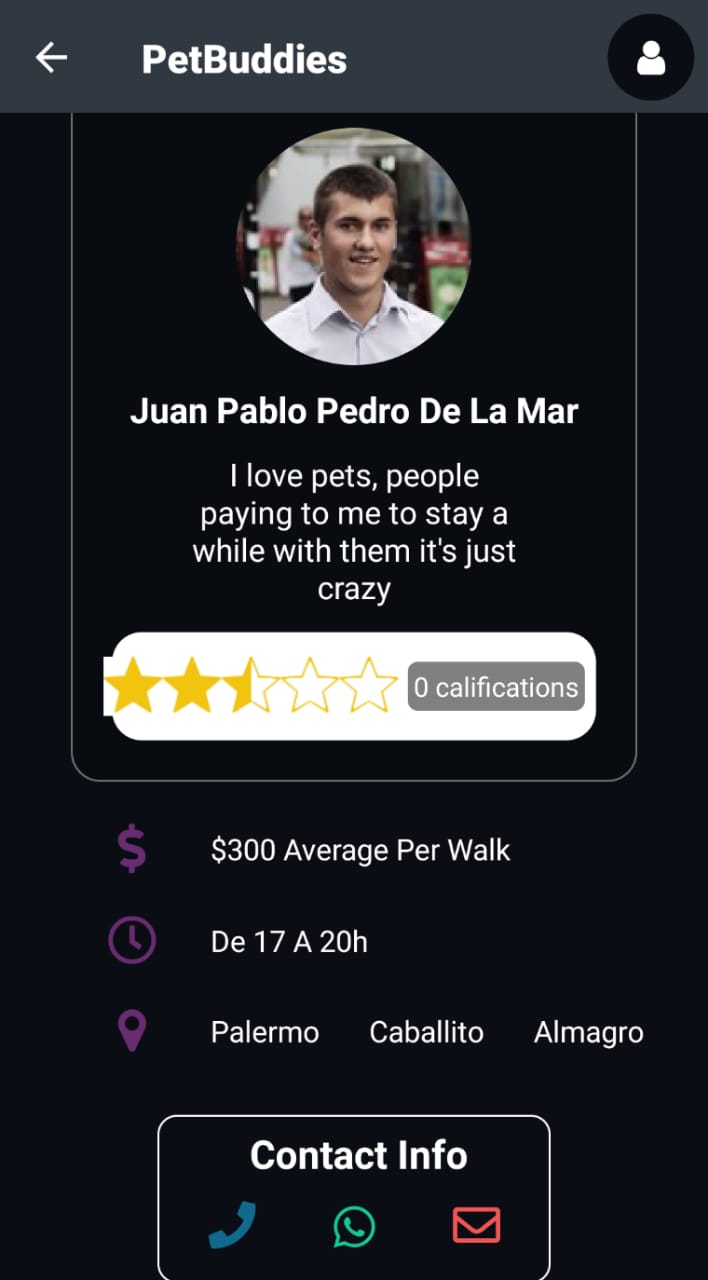 PetBuddies
Juan Pablo Pedro De La Mar
I love pets, people
paying to me to stay a
while with them it's just
crazy
0 calificaciones
$300 Average Per Walk
De 17 A 20h
Palermo Caballito Almagro
Contact Info